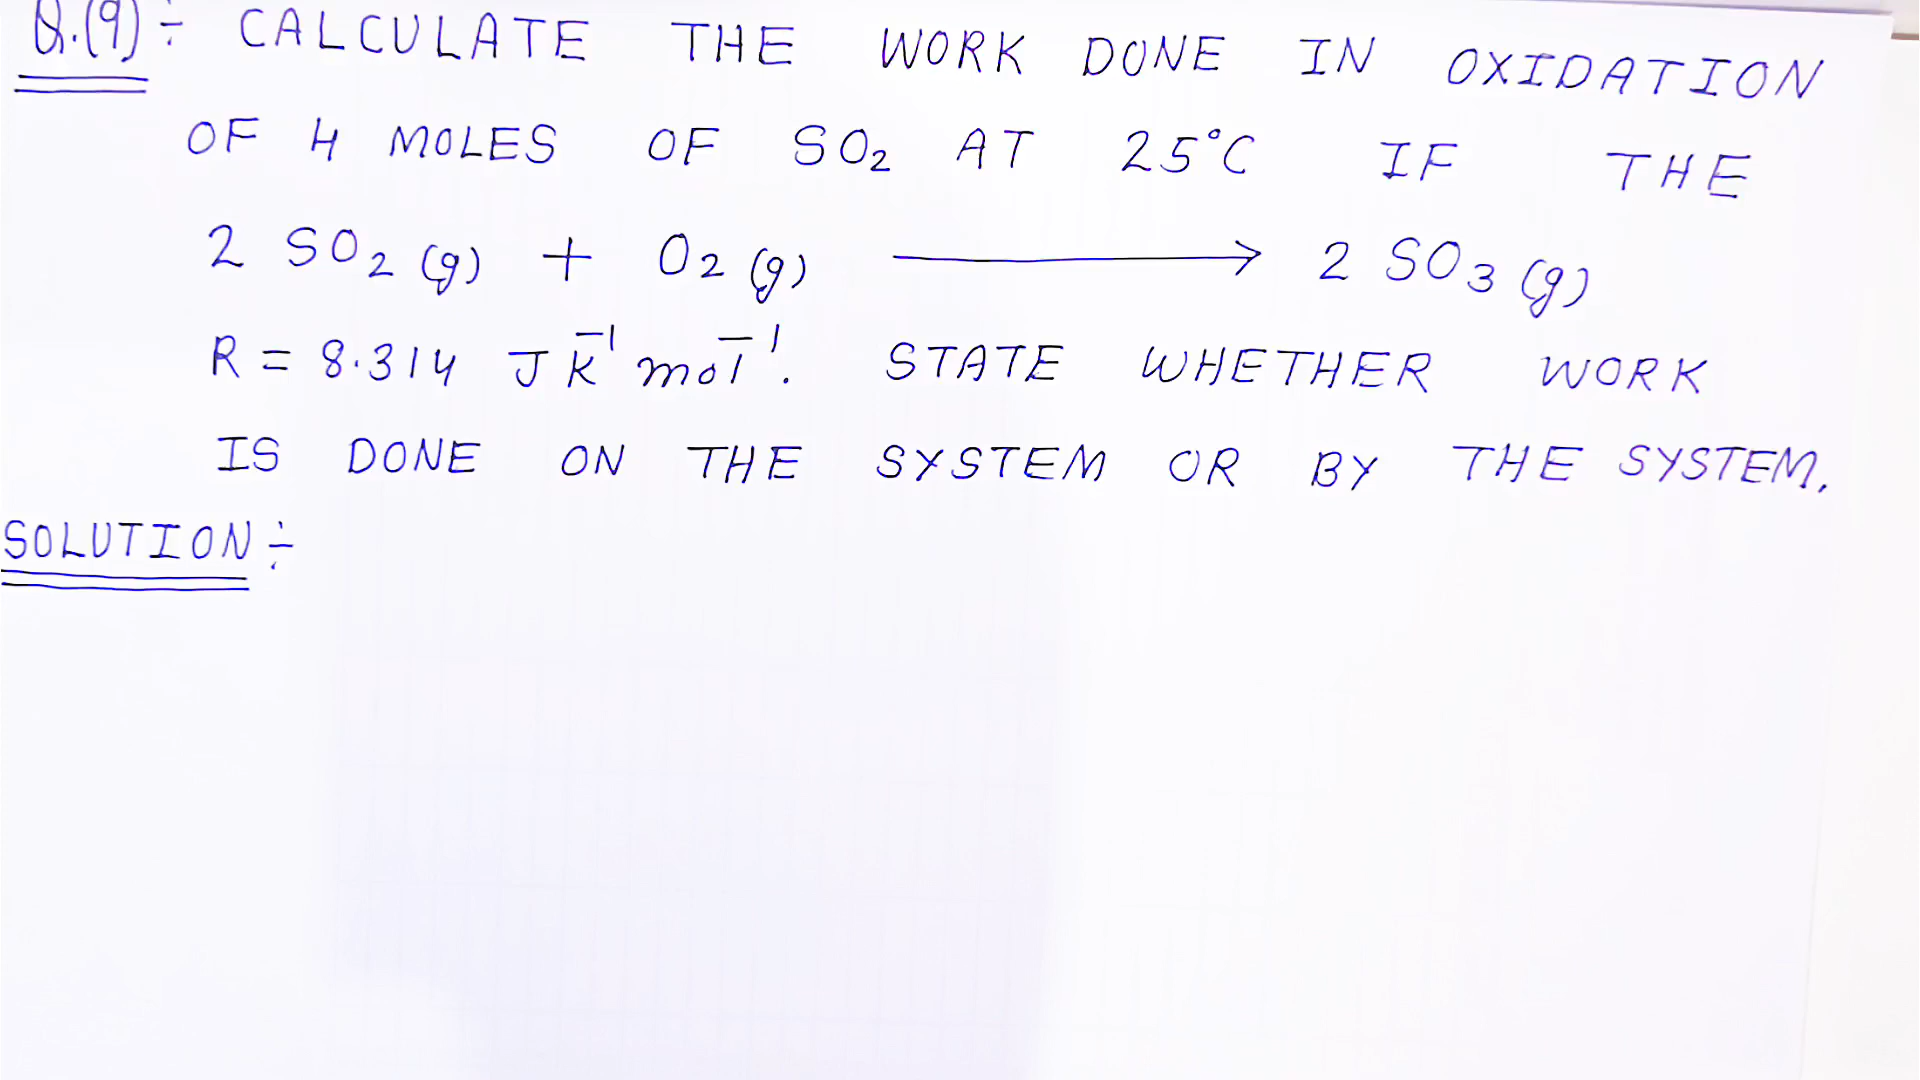 Q.(9) ÷ CALCULATE THE WORK DONE IN OXIDATION
OF 4 MOLES OF SO₂ AT 25°C IF THE
2 SO₂ (g) + O₂ (g) ⟶ 2 SO₃ (g)
R = 8.314 J K⁻¹ mol⁻¹. STATE WHETHER WORK
IS DONE ON THE SYSTEM OR BY THE SYSTEM.
SOLUTION ÷